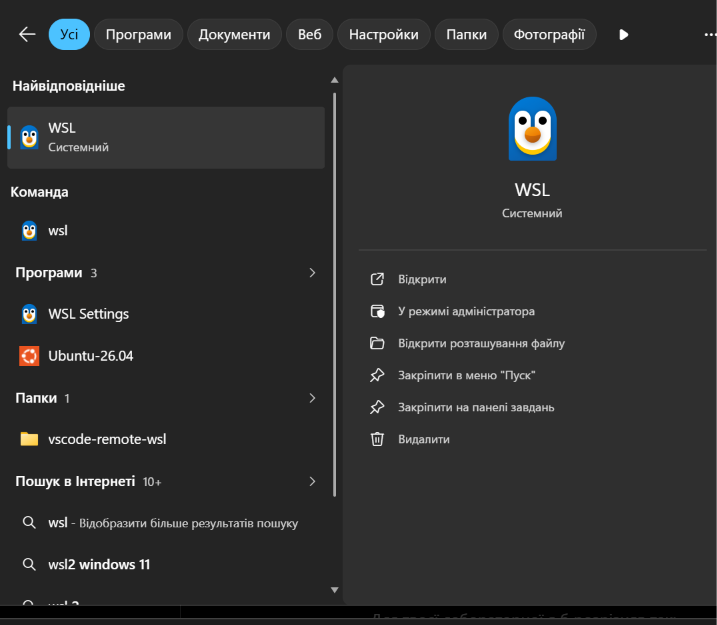 Усі Програми Документи Веб Настройки Папки Фотографії
Найвідповідніше
WSL
Системний
Команда
wsl
Програми 3
WSL Settings
Ubuntu-26.04
Папки 1
vscode-remote-wsl
Пошук в Інтернеті 10+
wsl - Відобразити більше результатів пошуку
wsl2 windows 11
WSL
Системний
Відкрити
У режимі адміністратора
Відкрити розташування файлу
Закріпити в меню "Пуск"
Закріпити на панелі завдань
Видалити